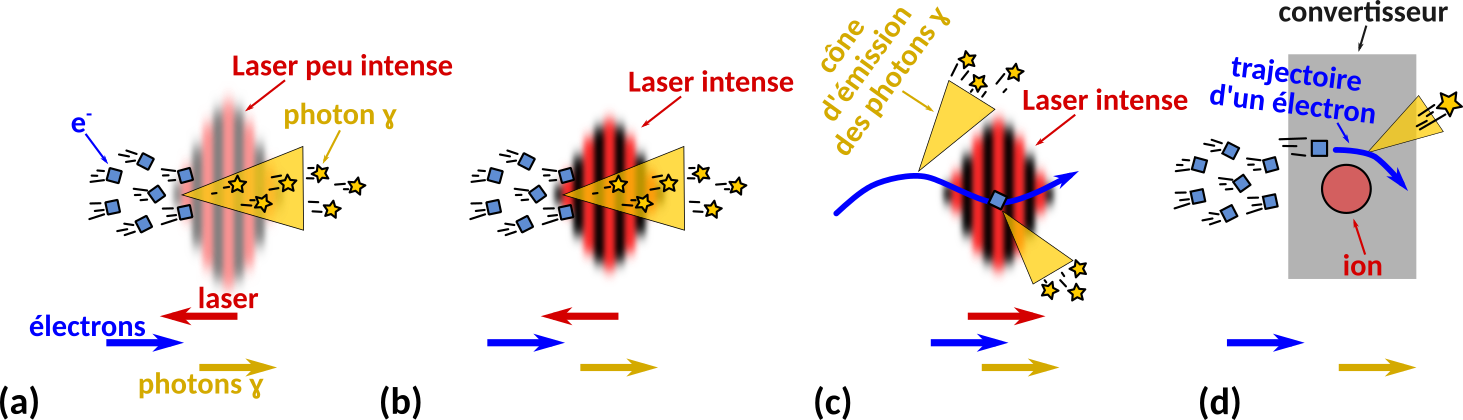 Laser peu intense
photon ɣ
e-
laser
électrons
photons ɣ
(a)
Laser intense
(b)
cône
d'émission
des photons ɣ
Laser intense
(c)
convertisseur
trajectoire
d'un électron
ion
(d)